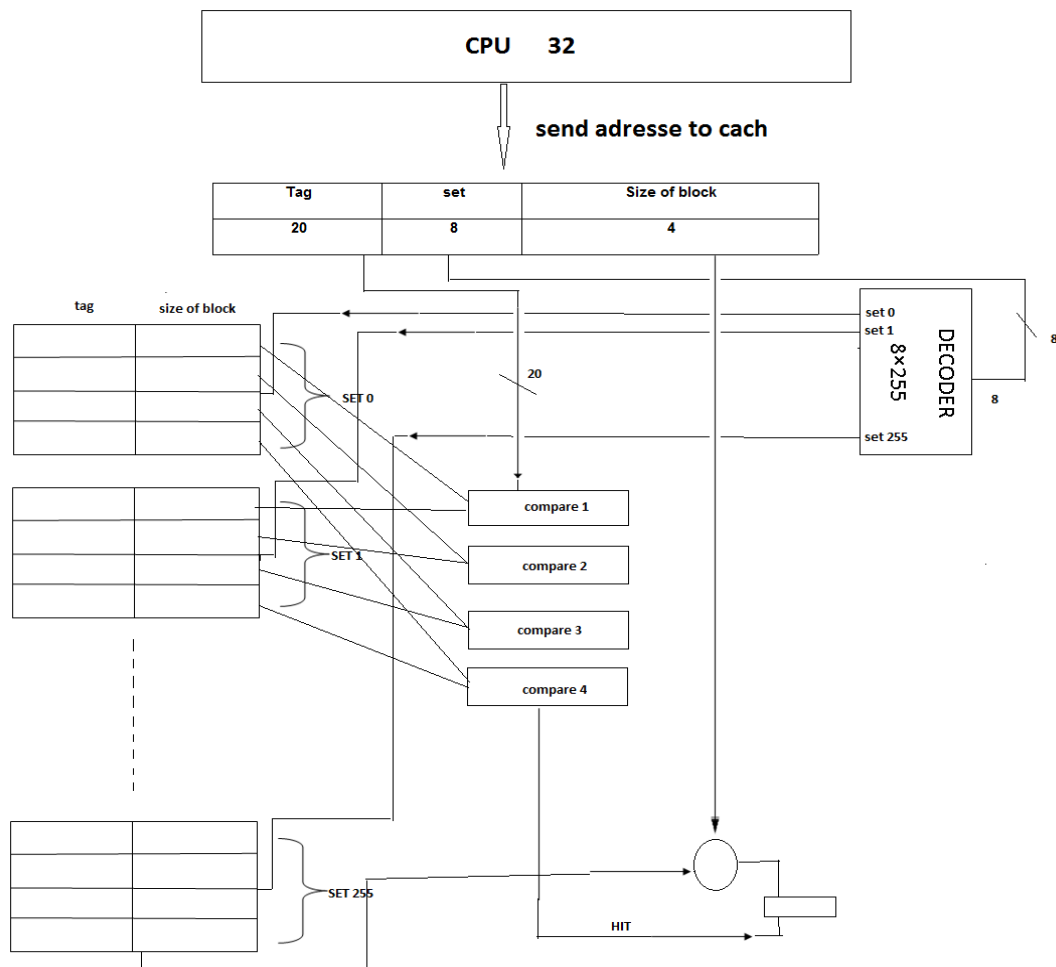 CPU 32
send adresse to cach
Tag set Size of block
20 8 4
tag size of block
set 0
set 1
DECODER
8×255
set 255
8
8
20
SET 0
SET 1
compare 1
compare 2
compare 3
compare 4
SET 255
HIT